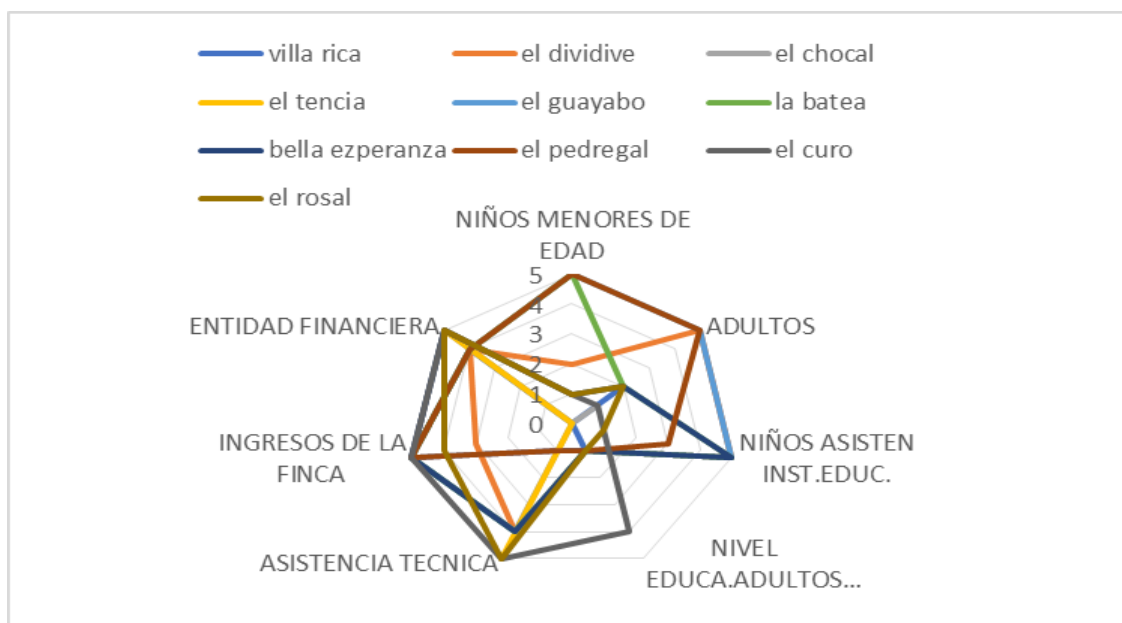 villa rica
el dividive
el chocal
el tencia
el guayabo
la batea
bella ezperanza
el pedregal
el curo
el rosal
NIÑOS MENORES DE
EDAD
5
4
3
2
1
0
ENTIDAD FINANCIERA
ADULTOS
INGRESOS DE LA
FINCA
NIÑOS ASISTEN
INST.EDUC.
ASISTENCIA TECNICA
NIVEL
EDUCA.ADULTOS...